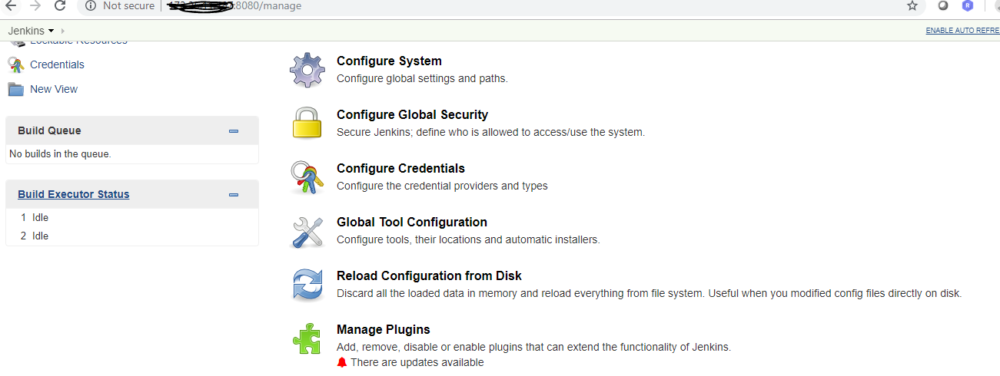 Not secure :8080/manage
Jenkins
ENABLE AUTO REFRE
Lockable Resources
Credentials
New View
Build Queue
No builds in the queue.
Build Executor Status
1 Idle
2 Idle
Configure System
Configure global settings and paths.
Configure Global Security
Secure Jenkins; define who is allowed to access/use the system.
Configure Credentials
Configure the credential providers and types
Global Tool Configuration
Configure tools, their locations and automatic installers.
Reload Configuration from Disk
Discard all the loaded data in memory and reload everything from file system. Useful when you modified config files directly on disk.
Manage Plugins
Add, remove, disable or enable plugins that can extend the functionality of Jenkins.
There are updates available